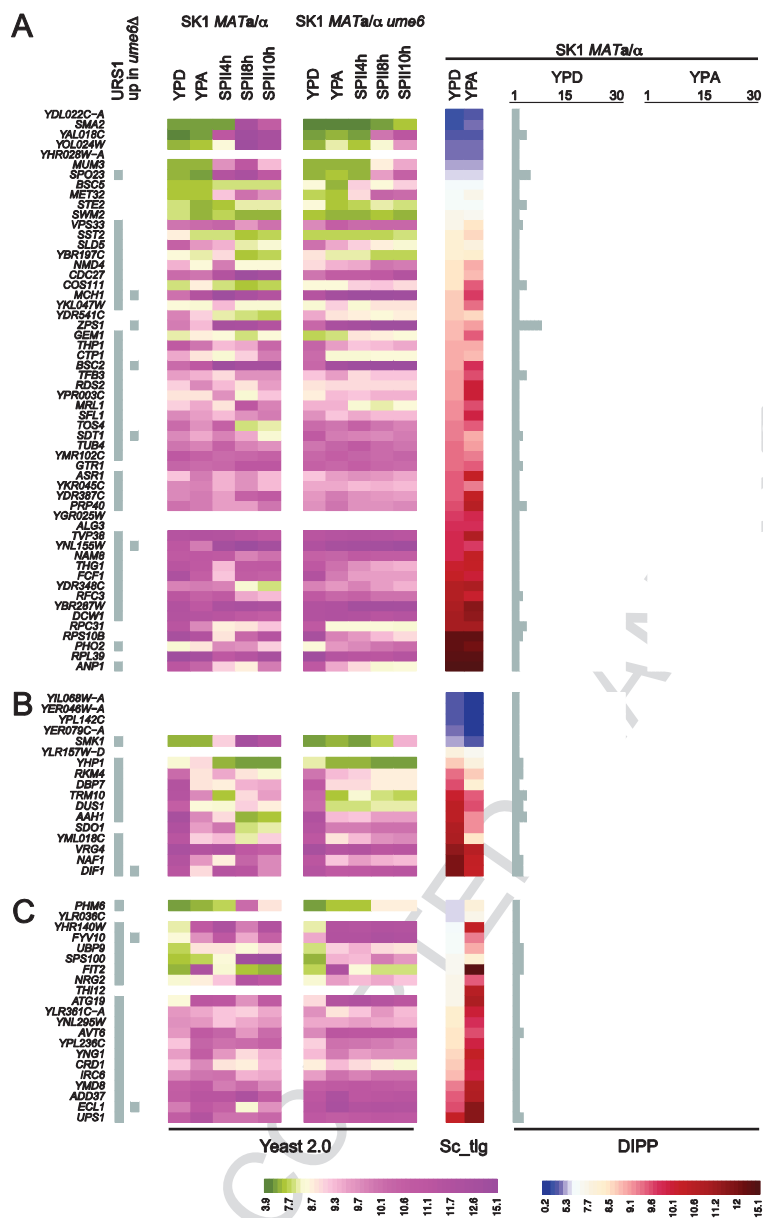 A
URS1
up in ume6Δ
SK1 MATa/α
SK1 MATa/α ume6
SK1 MATa/α
YPD YPA SPII4h SPII8h SPII10h
YPD YPA SPII4h SPII8h SPII10h
YPD YPA
YPD YPA
1 15 30 1 15 30
YDL022C-A
SMA2
YAL018C
YOL024W
YHR028W-A
MUM3
SPO23
BSC5
MET32
STE2
SWM2
VPS33
SST2
SLD5
YBR197C
NMD4
CDC27
COS111
MCH1
YKL047W
YDR541C
ZPS1
GEM1
THP1
CTP1
BSC2
TFB3
RDS2
YPR003C
MRL1
SFL1
TOS4
SDT1
TUB4
YMR102C
GTR1
ASR1
YKR045C
YDR387C
PRP40
YGR025W
ALG3
TVP38
YNL155W
NAM8
THG1
FCF1
YDR348C
RFC3
YBR287W
DCW1
RPC31
RPS10B
PHO2
RPL39
ANP1
B
YIL068W-A
YER046W-A
YPL142C
YER079C-A
SMK1
YLR157W-D
YHP1
RKM4
DBP7
TRM10
DUS1
AAH1
SDO1
YML018C
VRG4
NAF1
DIF1
C
PHM6
YLR036C
YHR140W
FYV10
UBP9
SPS100
FIT2
NRG2
THI12
ATG19
YLR361C-A
YNL295W
AVT6
YPL236C
YNG1
CRD1
IRC6
YMD8
ADD37
ECL1
UPS1
Yeast 2.0 Sc_tlg DIPP
3.9 7.7 8.7 9.3 9.7 10.1 10.6 11.1 11.7 12.6 15.1
0.2 5.3 7.7 8.5 9.1 9.6 10.1 10.6 11.2 12 15.1